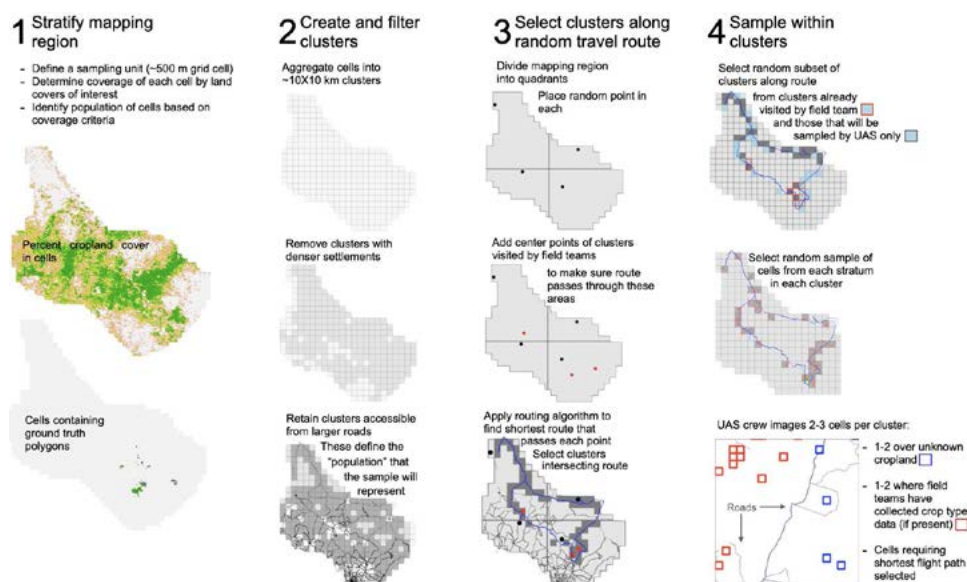 1 Stratify mapping
region
- Define a sampling unit (~500 m grid cell)
- Determine coverage of each cell by land
covers of interest
- Identify population of cells based on
coverage criteria
Percent cropland cover
in cells
Cells containing
ground truth
polygons
2 Create and filter
clusters
Aggregate cells into
~10X10 km clusters
Remove clusters with
denser settlements
Retain clusters accessible
from larger roads
These define the
"population" that
the sample will
represent
3 Select clusters along
random travel route
Divide mapping region
into quadrants
Place random point in
each
Add center points of clusters
visited by field teams
to make sure route
passes through these
areas
Apply routing algorithm to
find shortest route that
passes each point
Select clusters
intersecting route
4 Sample within
clusters
Select random subset of
clusters along route
from clusters already
visited by field team
and those that will be
sampled by UAS only
Select random sample of
cells from each stratum
in each cluster
UAS crew images 2-3 cells per cluster:
Roads
- 1-2 over unknown
cropland
- 1-2 where field
teams have
collected crop type
data (if present)
- Cells requiring
shortest flight path
selected